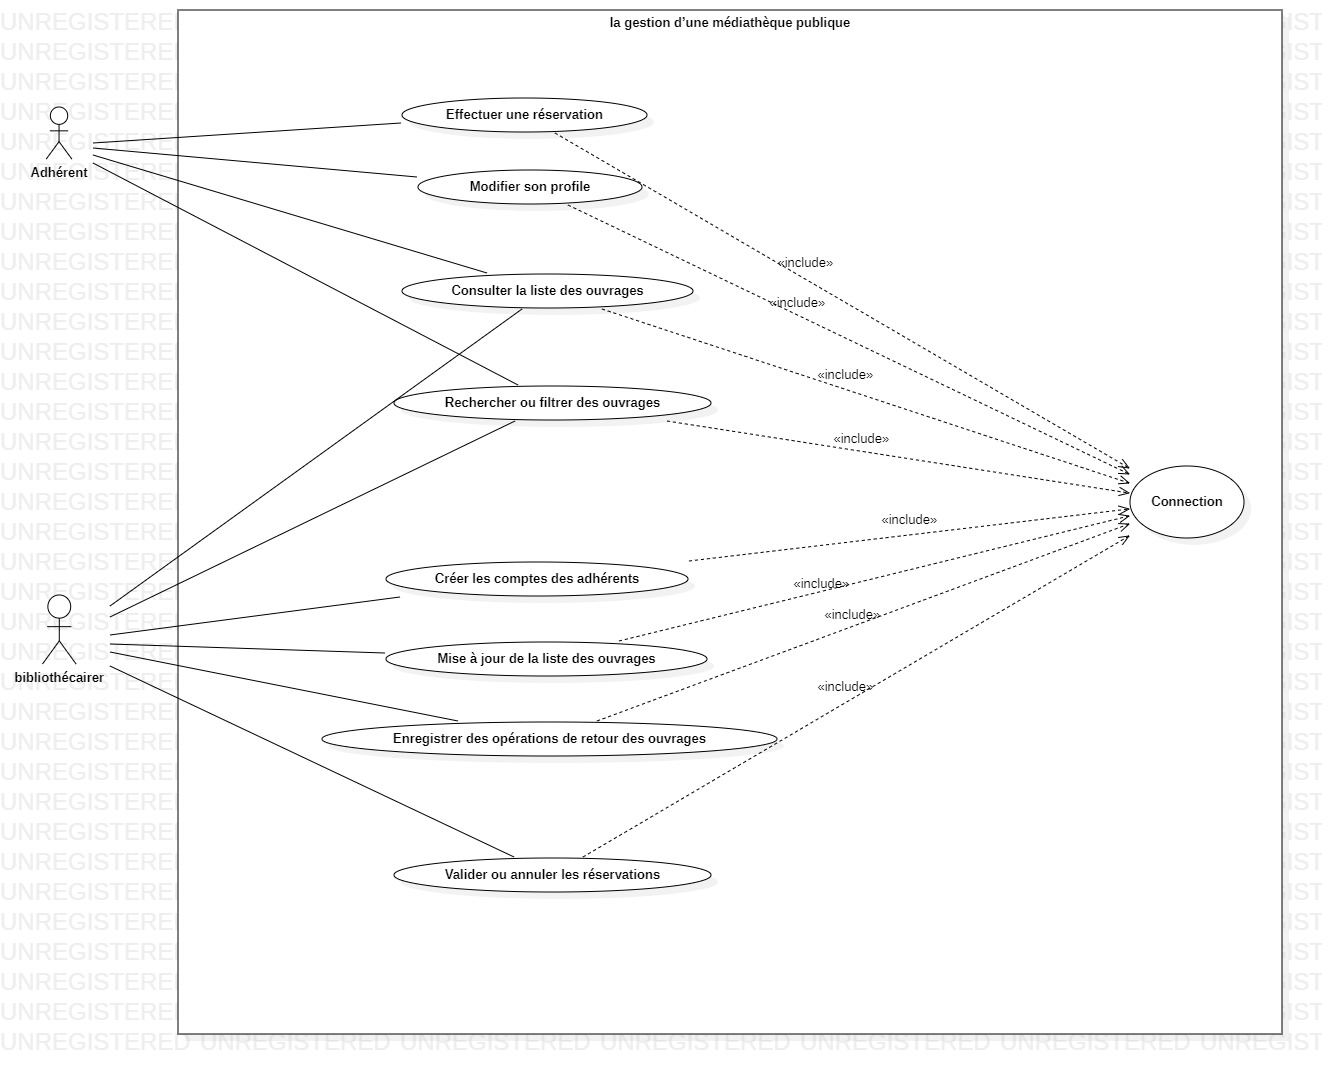 la gestion d’une médiathèque publique
Effectuer une réservation
Adhérent
Modifier son profile
«include»
Consulter la liste des ouvrages
«include»
«include»
Rechercher ou filtrer des ouvrages
«include»
Connection
«include»
Créer les comptes des adhérents
«include»
«include»
Mise à jour de la liste des ouvrages
bibliothécairer
«include»
Enregistrer des opérations de retour des ouvrages
Valider ou annuler les réservations
UNREGISTERED UNREGISTERED UNREGISTERED UNREGISTERED UNREGISTERED UNREGISTERED UNREGIST